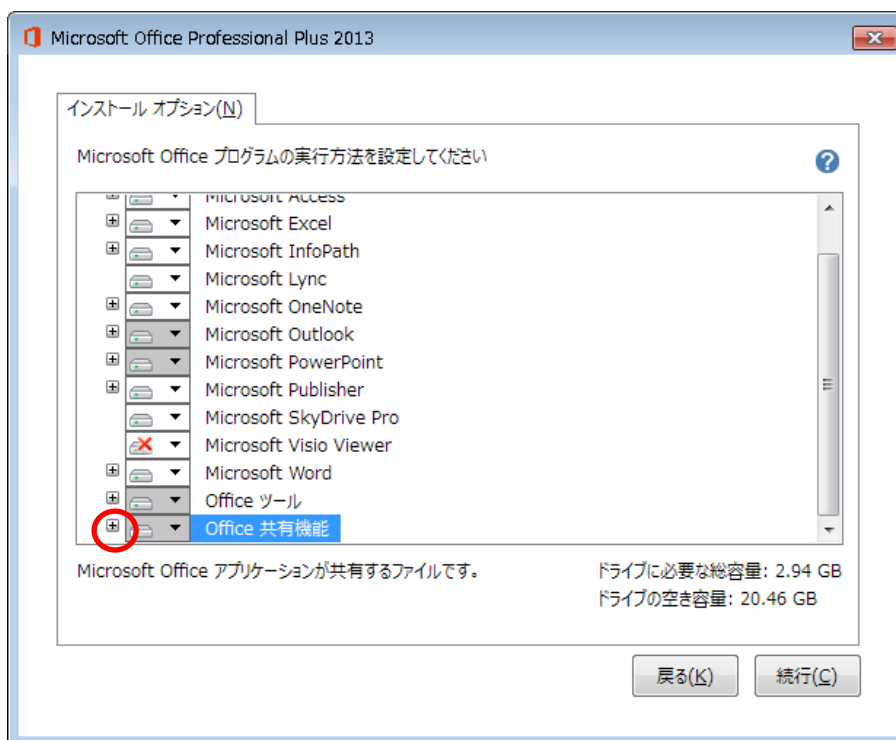 Microsoft Office Professional Plus 2013
インストール オプション(N)
Microsoft Office プログラムの実行方法を設定してください
Microsoft Access
Microsoft Excel
Microsoft InfoPath
Microsoft Lync
Microsoft OneNote
Microsoft Outlook
Microsoft PowerPoint
Microsoft Publisher
Microsoft SkyDrive Pro
Microsoft Visio Viewer
Microsoft Word
Office ツール
Office 共有機能
Microsoft Office アプリケーションが共有するファイルです。
ドライブに必要な総容量: 2.94 GB
ドライブの空き容量: 20.46 GB
戻る(K)
続行(C)